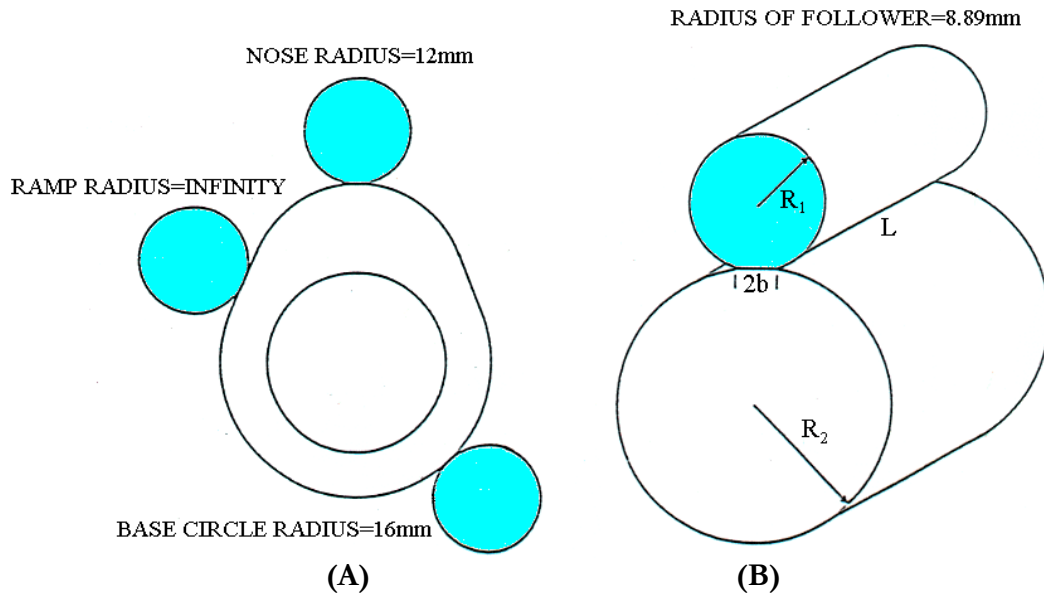 RADIUS OF FOLLOWER=8.89mm
NOSE RADIUS=12mm
RAMP RADIUS=INFINITY
R₁
L
2b
R₂
BASE CIRCLE RADIUS=16mm
(A)
(B)